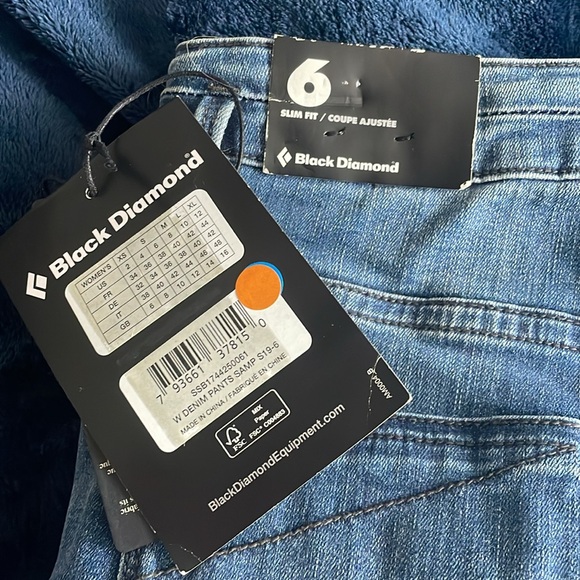 6
SLIM FIT / COUPE AJUSTÉE
Black Diamond
Black Diamond
WOMEN'S XS S M L XL
US 2 4 6 8 10 12
FR 34 36 38 40 42 44
DE 32 34 36 38 40 42
IT 38 40 42 44 46 48
GB 6 8 10 12 14 16
7 93661 37815 0
SSB1744250061
W DENIM PANTS SAMP S19-6
MADE IN CHINA / FABRIQUÉ EN CHINE
FSC
MIX
Paper
BlackDiamondEquipment.com